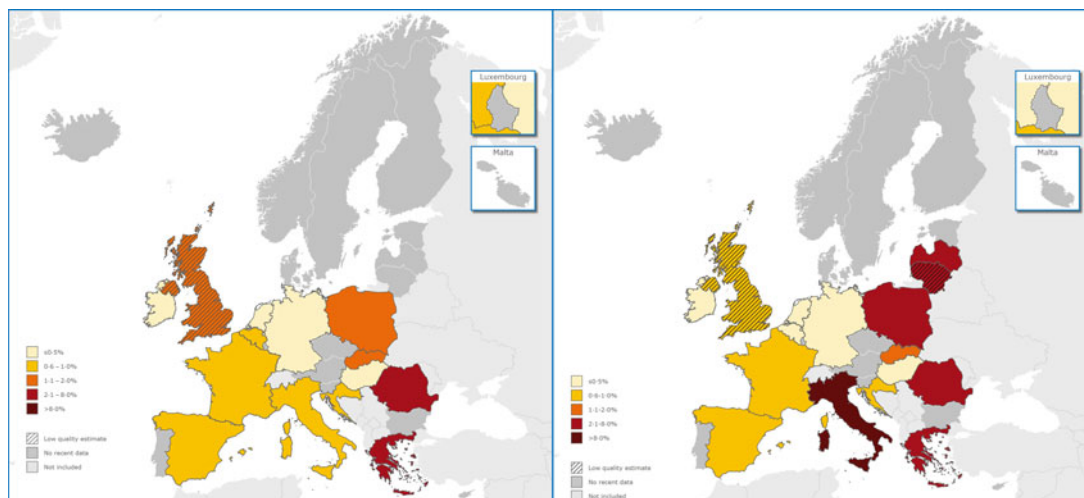 Luxembourg
Malta
≤0·5%
0·6−1·0%
1·1−2·0%
2·1−8·0%
>8·0%
Low quality estimate
No recent data
Not included
Luxembourg
Malta
≤0·5%
0·6-1·0%
1·1-2·0%
2·1-8·0%
>8·0%
Low quality estimate
No recent data
Not included